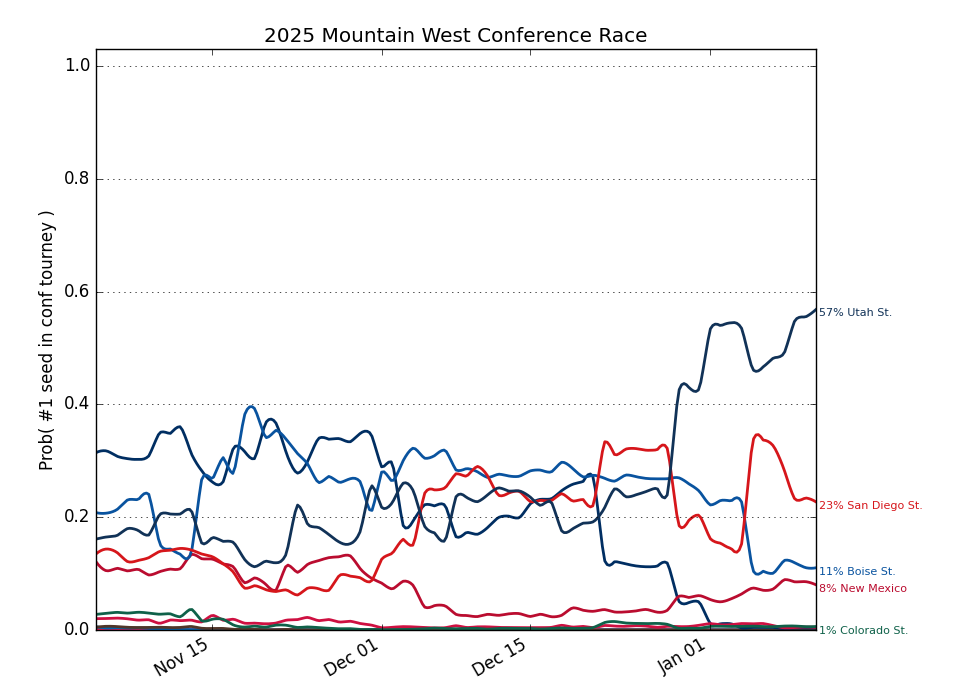 2025 Mountain West Conference Race
Prob( #1 seed in conf tourney )
1.0
0.8
0.6
0.4
0.2
0.0
57% Utah St.
23% San Diego St.
11% Boise St.
8% New Mexico
1% Colorado St.
Nov 15
Dec 01
Dec 15
Jan 01